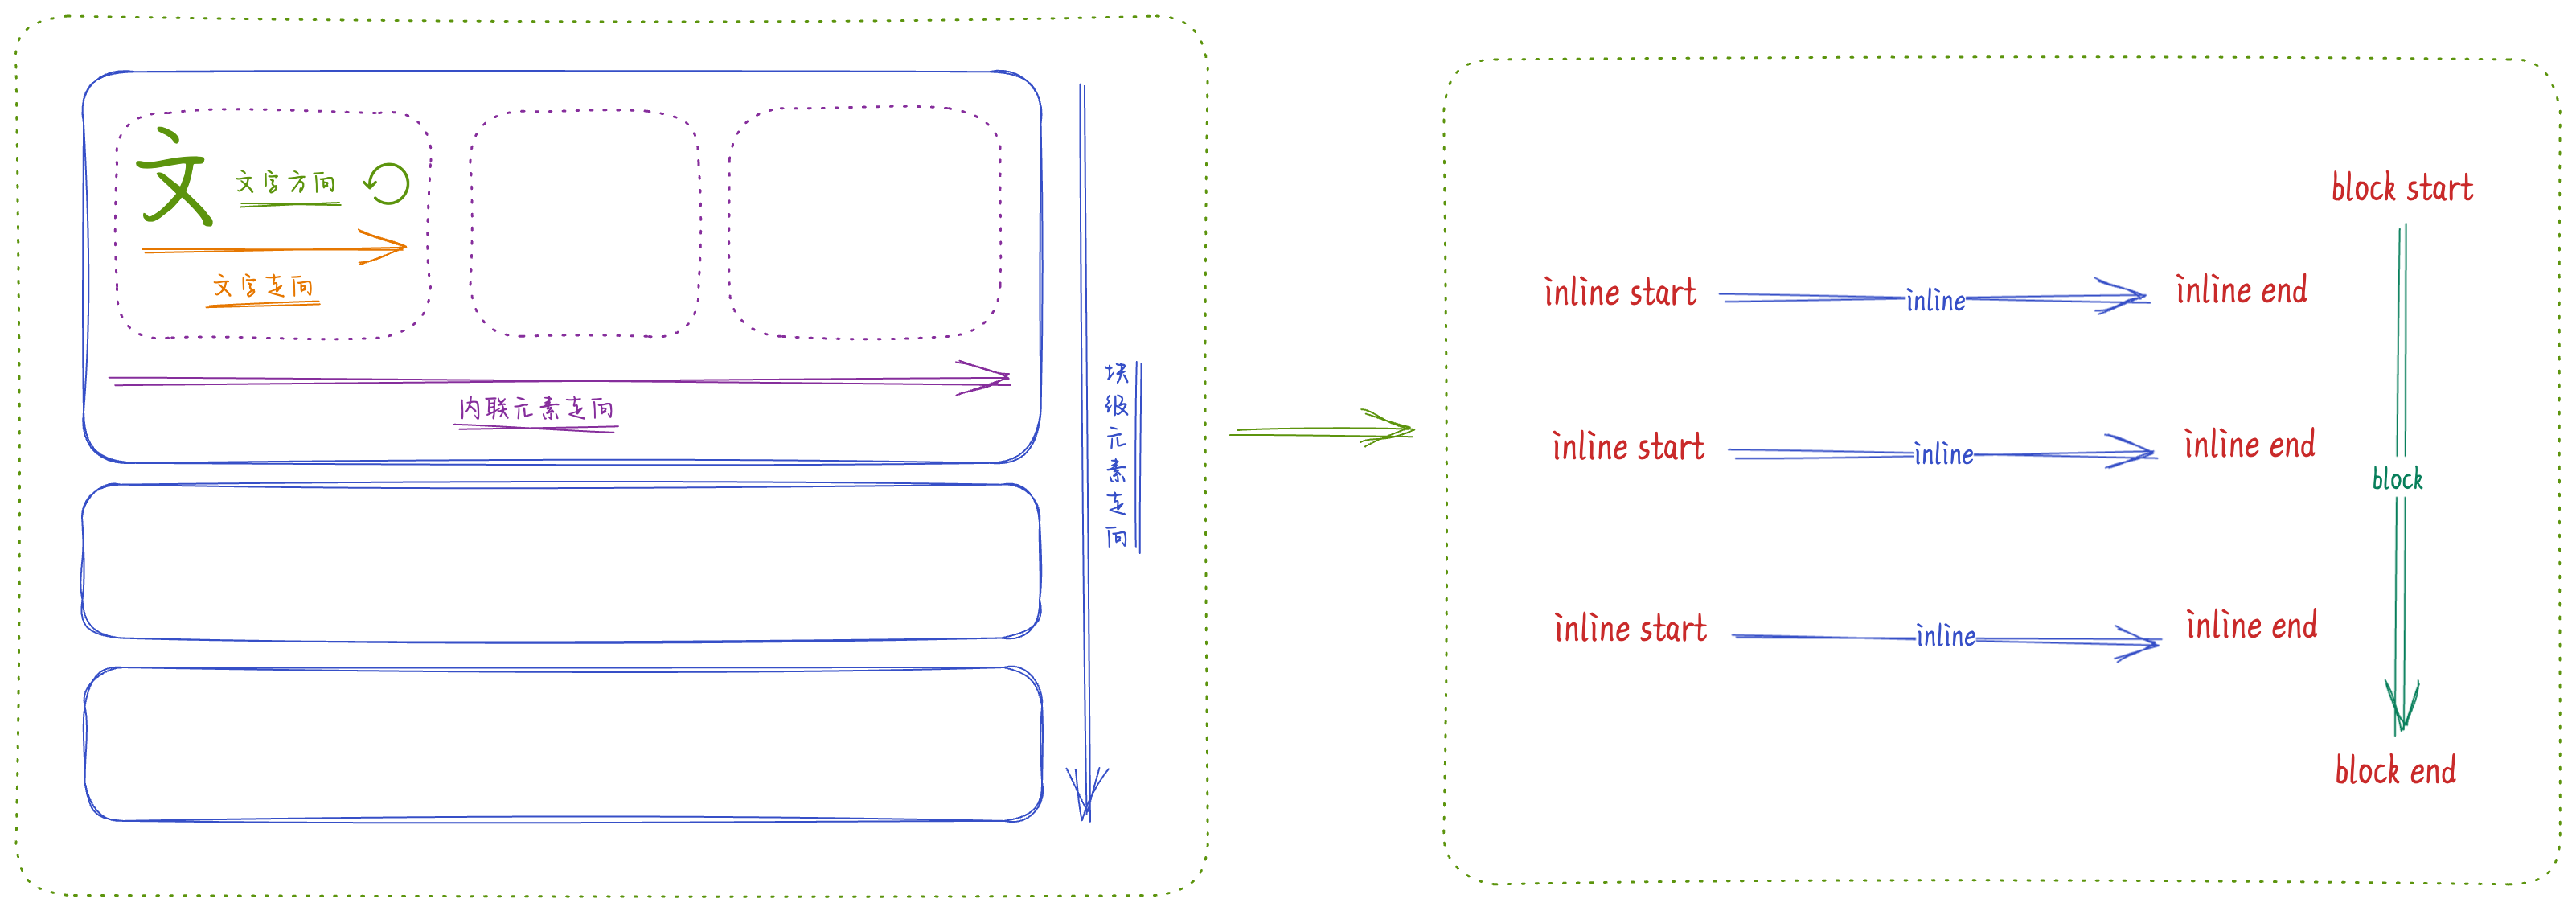 文
文字方向
文字走向
内联元素走向
块级元素走向
block start
inline start
inline
inline end
inline start
inline
inline end
block
inline start
inline
inline end
block end